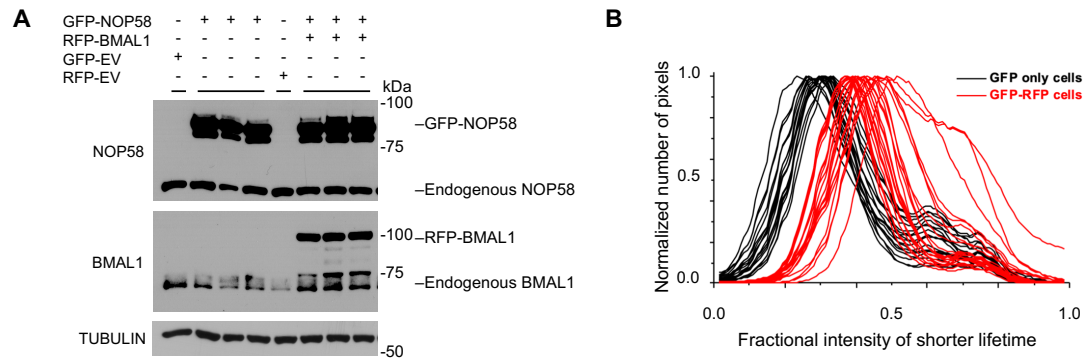 A
GFP-NOP58 - + + + - + + +
RFP-BMAL1 - - - - - + + +
GFP-EV + - - - - - - -
RFP-EV - - - - + - - -
kDa
NOP58
-100
–GFP-NOP58
-75
–Endogenous NOP58
BMAL1
-100 –RFP-BMAL1
-75
–Endogenous BMAL1
TUBULIN
-50
B
Normalized number of pixels
1.0
0.5
0.0
GFP only cells
GFP-RFP cells
0.0 0.5 1.0
Fractional intensity of shorter lifetime